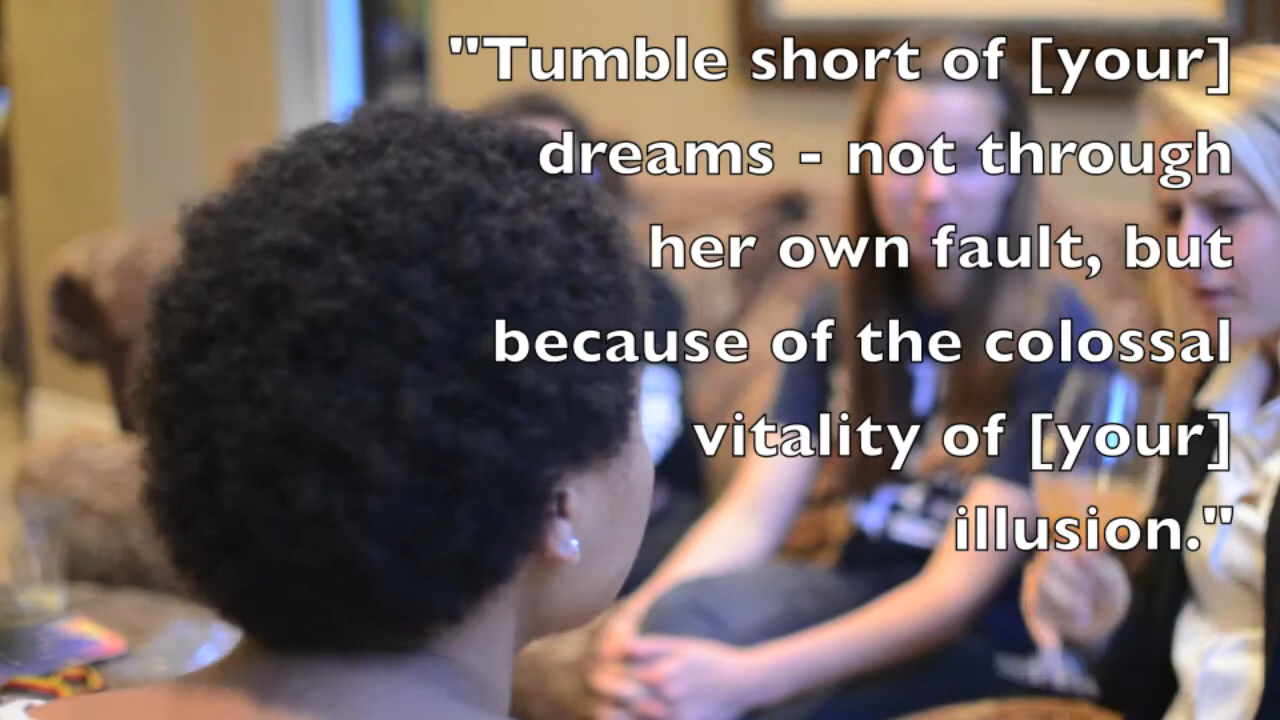 "Tumble short of [your]
dreams - not through
her own fault, but
because of the colossal
vitality of [your]
illusion."